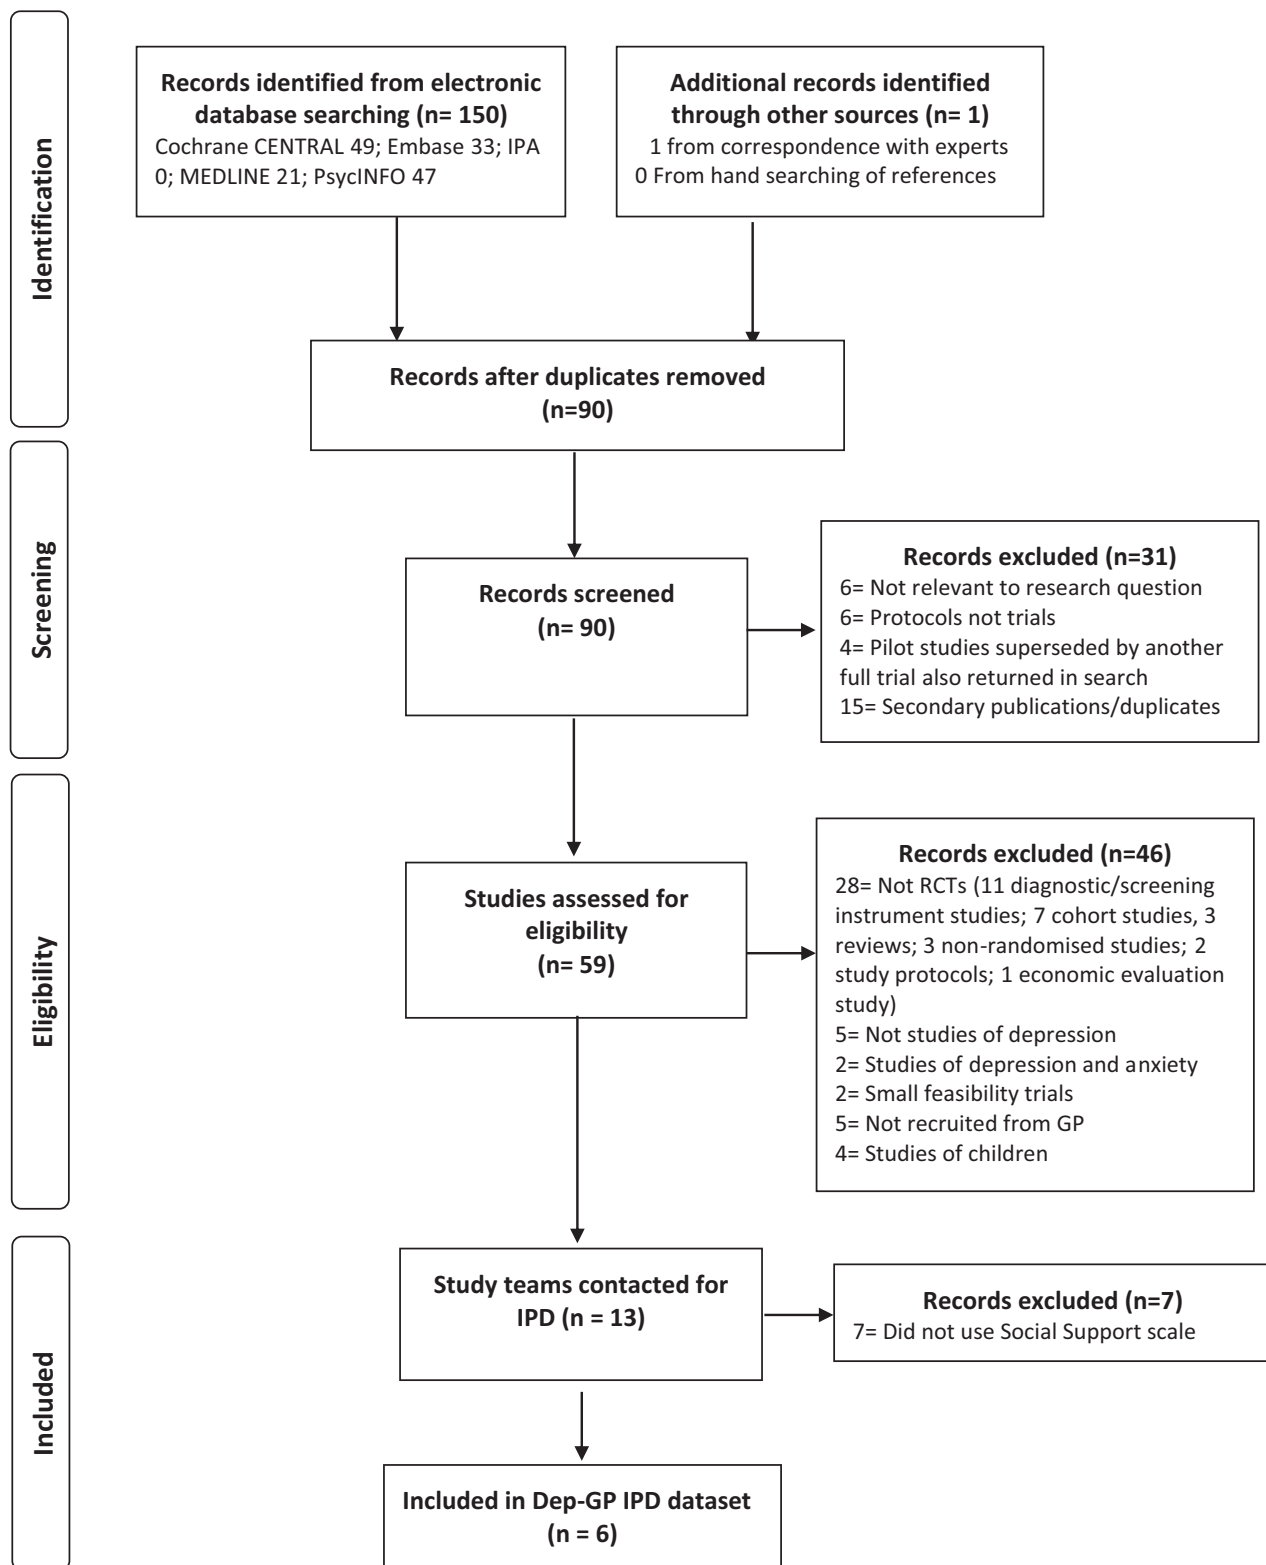 Identification
Records identified from electronic
database searching (n= 150)
Cochrane CENTRAL 49; Embase 33; IPA
0; MEDLINE 21; PsycINFO 47
Additional records identified
through other sources (n= 1)
1 from correspondence with experts
0 From hand searching of references
Records after duplicates removed
(n=90)
Screening
Records screened
(n= 90)
Records excluded (n=31)
6= Not relevant to research question
6= Protocols not trials
4= Pilot studies superseded by another
full trial also returned in search
15= Secondary publications/duplicates
Eligibility
Studies assessed for
eligibility
(n= 59)
Records excluded (n=46)
28= Not RCTs (11 diagnostic/screening
instrument studies; 7 cohort studies, 3
reviews; 3 non-randomised studies; 2
study protocols; 1 economic evaluation
study)
5= Not studies of depression
2= Studies of depression and anxiety
2= Small feasibility trials
5= Not recruited from GP
4= Studies of children
Included
Study teams contacted for
IPD (n = 13)
Records excluded (n=7)
7= Did not use Social Support scale
Included in Dep-GP IPD dataset
(n = 6)